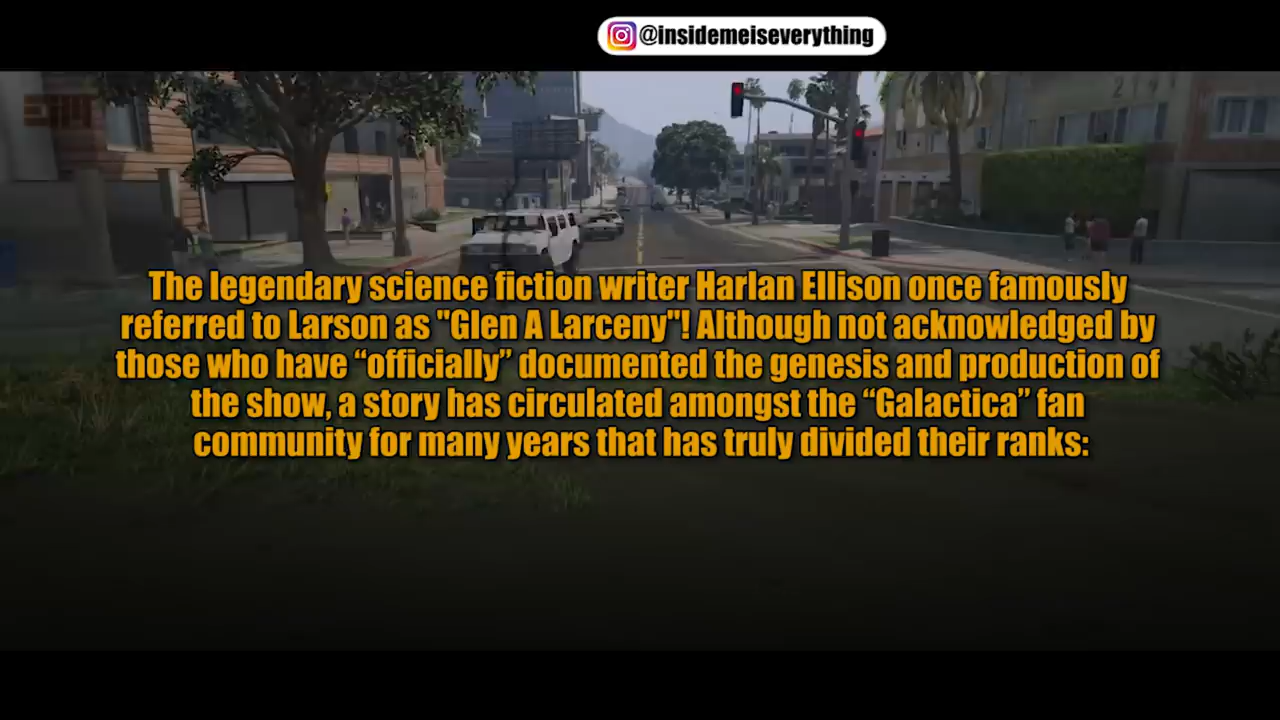 @insidemeiseverything
The legendary science fiction writer Harlan Ellison once famously
referred to Larson as "Glen A Larceny"! Although not acknowledged by
those who have “officially” documented the genesis and production of
the show, a story has circulated amongst the “Galactica” fan
community for many years that has truly divided their ranks: